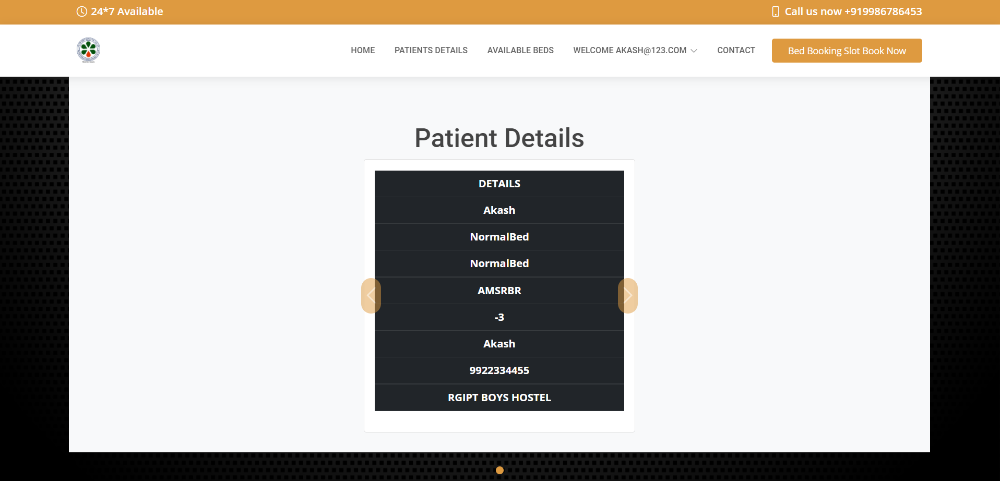 24*7 Available
Call us now +919986786453
HOME
PATIENTS DETAILS
AVAILABLE BEDS
WELCOME AKASH@123.COM
CONTACT
Bed Booking Slot Book Now
Patient Details
DETAILS
Akash
NormalBed
NormalBed
AMSRBR
-3
Akash
9922334455
RGIPT BOYS HOSTEL